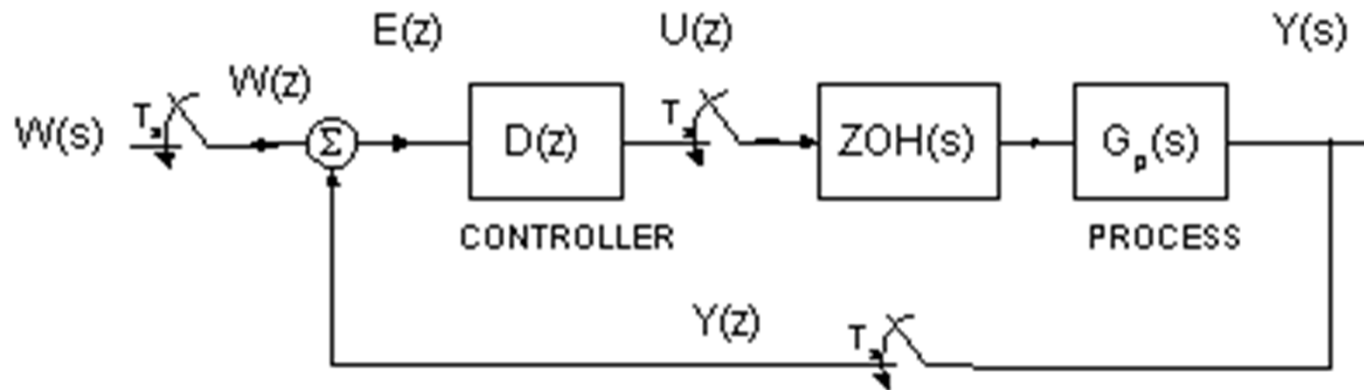 E(z) U(z) Y(s)
W(s) Ts W(z) Σ D(z) Ts ZOH(s) Gp(s)
CONTROLLER PROCESS
Y(z) Ts